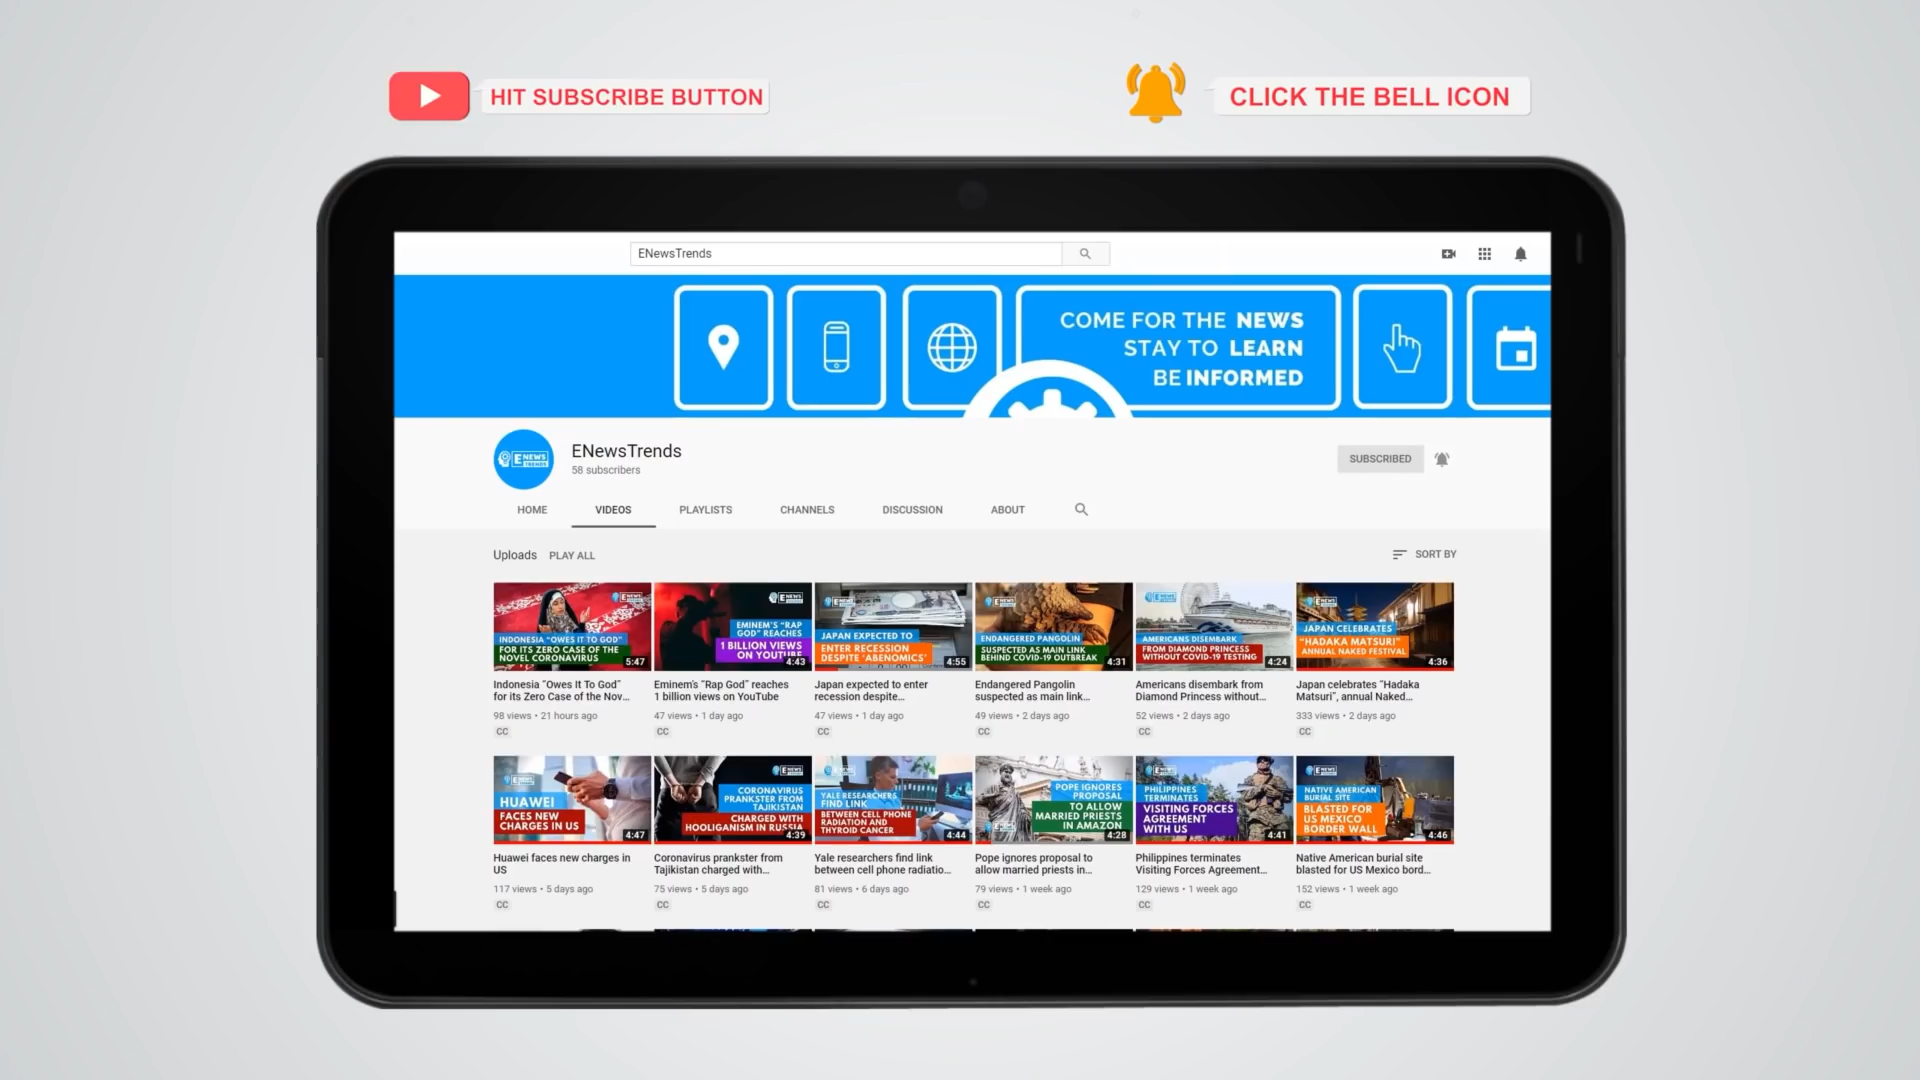 HIT SUBSCRIBE BUTTON
CLICK THE BELL ICON
ENewsTrends
COME FOR THE NEWS
STAY TO LEARN
BE INFORMED
E NEWS
TRENDS
ENewsTrends
58 subscribers
SUBSCRIBED
HOME VIDEOS PLAYLISTS CHANNELS DISCUSSION ABOUT
Uploads PLAY ALL
SORT BY
INDONESIA "OWES IT TO GOD"
FOR ITS ZERO CASE OF THE
NOVEL CORONAVIRUS
5:47
EMINEM'S "RAP
GOD" REACHES
1 BILLION VIEWS
ON YOUTUBE
4:43
JAPAN EXPECTED TO
ENTER RECESSION
DESPITE 'ABENOMICS'
4:55
ENDANGERED PANGOLIN
SUSPECTED AS MAIN LINK
BEHIND COVID-19 OUTBREAK
4:31
AMERICANS DISEMBARK
FROM DIAMOND PRINCESS
WITHOUT COVID-19 TESTING
4:24
JAPAN CELEBRATES
"HADAKA MATSURI"
ANNUAL NAKED FESTIVAL
4:36
Indonesia "Owes It To God"
for its Zero Case of the Nov...
98 views • 21 hours ago
CC
Eminem's "Rap God" reaches
1 billion views on YouTube
47 views • 1 day ago
CC
Japan expected to enter
recession despite...
47 views • 1 day ago
CC
Endangered Pangolin
suspected as main link...
49 views • 2 days ago
CC
Americans disembark from
Diamond Princess without...
52 views • 2 days ago
CC
Japan celebrates "Hadaka
Matsuri", annual Naked...
333 views • 2 days ago
CC
HUAWEI
FACES NEW
CHARGES IN US
4:47
CORONAVIRUS
PRANKSTER FROM
TAJIKISTAN
CHARGED WITH
HOOLIGANISM IN RUSSIA
4:39
YALE RESEARCHERS
FIND LINK
BETWEEN CELL PHONE
RADIATION AND
THYROID CANCER
4:44
POPE IGNORES
PROPOSAL
TO ALLOW
MARRIED PRIESTS
IN AMAZON
4:28
PHILIPPINES
TERMINATES
VISITING FORCES
AGREEMENT
WITH US
4:41
NATIVE AMERICAN
BURIAL SITE
BLASTED FOR
US MEXICO
BORDER WALL
4:46
Huawei faces new charges in
US
117 views • 5 days ago
CC
Coronavirus prankster from
Tajikistan charged with...
75 views • 5 days ago
CC
Yale researchers find link
between cell phone radiatio...
81 views • 6 days ago
CC
Pope ignores proposal to
allow married priests in...
79 views • 1 week ago
CC
Philippines terminates
Visiting Forces Agreement...
129 views • 1 week ago
CC
Native American burial site
blasted for US Mexico bord...
152 views • 1 week ago
CC